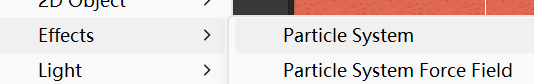 2D Object
Effects
Light
Particle System
Particle System Force Field